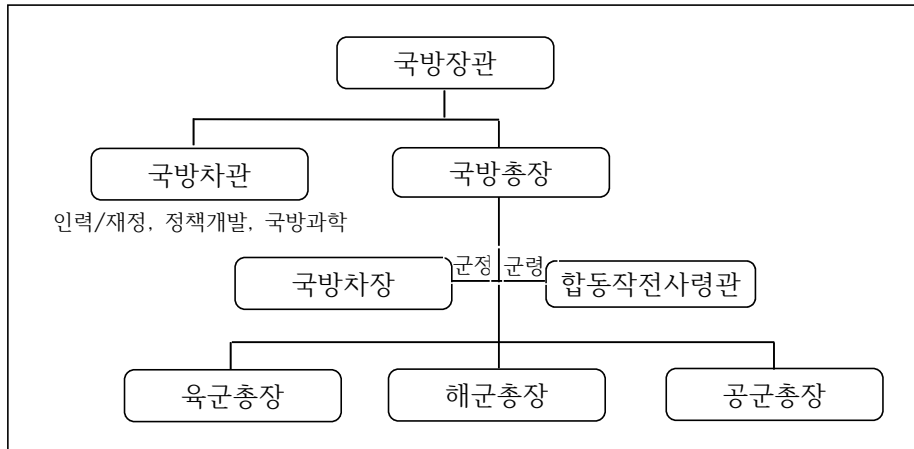 국방장관
국방차관
국방총장
인력/재정, 정책개발, 국방과학
군정 군령
국방차장
합동작전사령관
육군총장
해군총장
공군총장